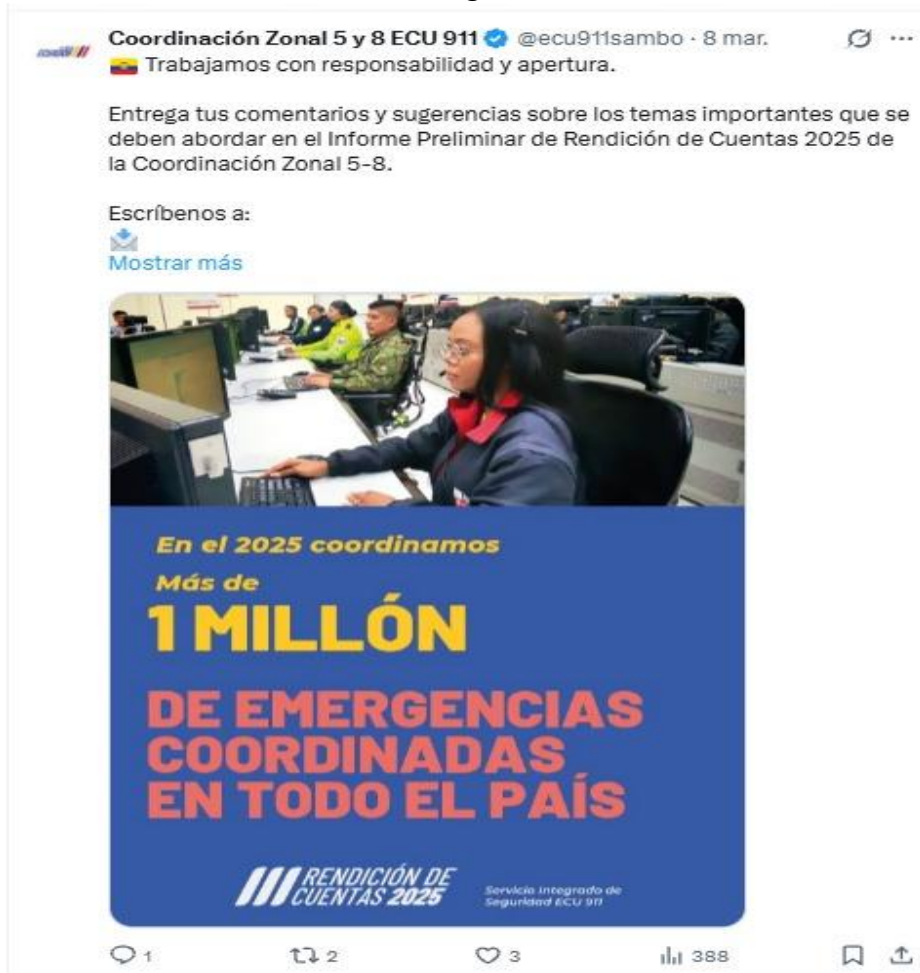 Coordinación Zonal 5 y 8 ECU 911 @ecu911sambo · 8 mar.
Trabajamos con responsabilidad y apertura.
Entrega tus comentarios y sugerencias sobre los temas importantes que se
deben abordar en el Informe Preliminar de Rendición de Cuentas 2025 de
la Coordinación Zonal 5-8.
Escríbenos a:
Mostrar más
En el 2025 coordinamos
Más de
1 MILLÓN
DE EMERGENCIAS
COORDINADAS
EN TODO EL PAÍS
RENDICIÓN DE
CUENTAS 2025
Servicio Integrado de
Seguridad ECU 911
1 2 3 388